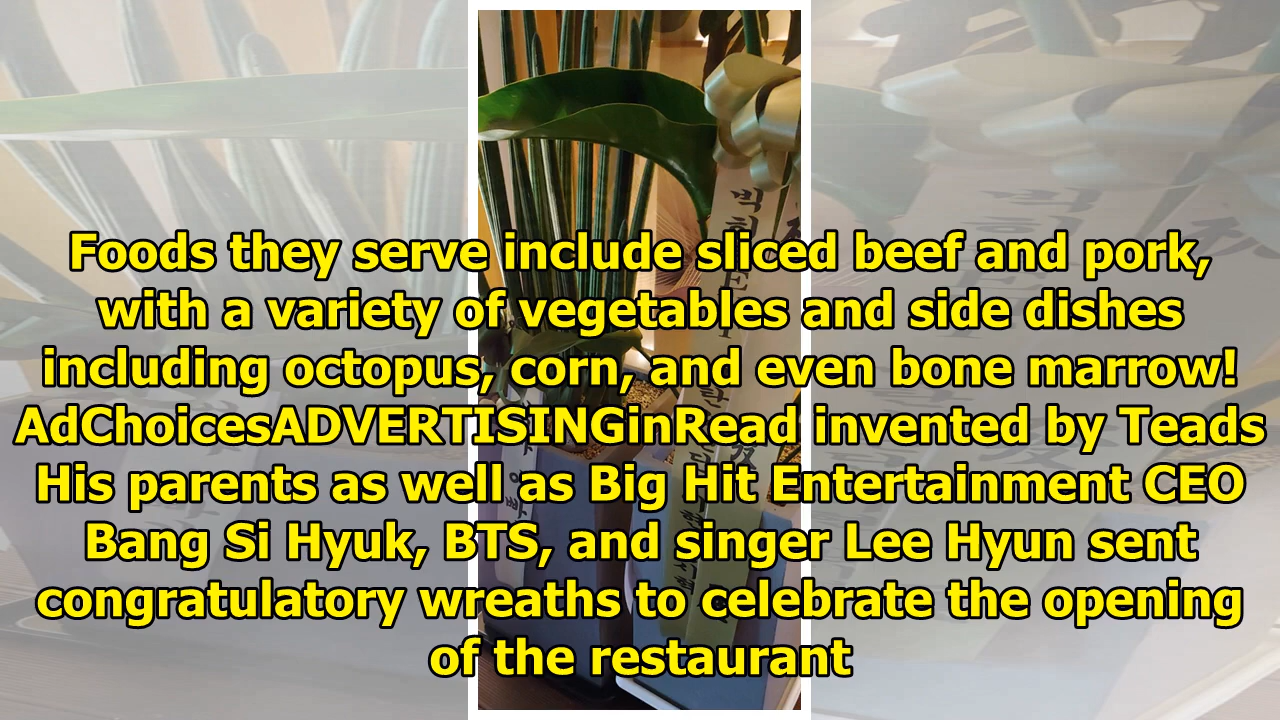 Foods they serve include sliced beef and pork,
with a variety of vegetables and side dishes
including octopus, corn, and even bone marrow!
AdChoicesADVERTISINGinRead invented by Teads
His parents as well as Big Hit Entertainment CEO
Bang Si Hyuk, BTS, and singer Lee Hyun sent
congratulatory wreaths to celebrate the opening
of the restaurant